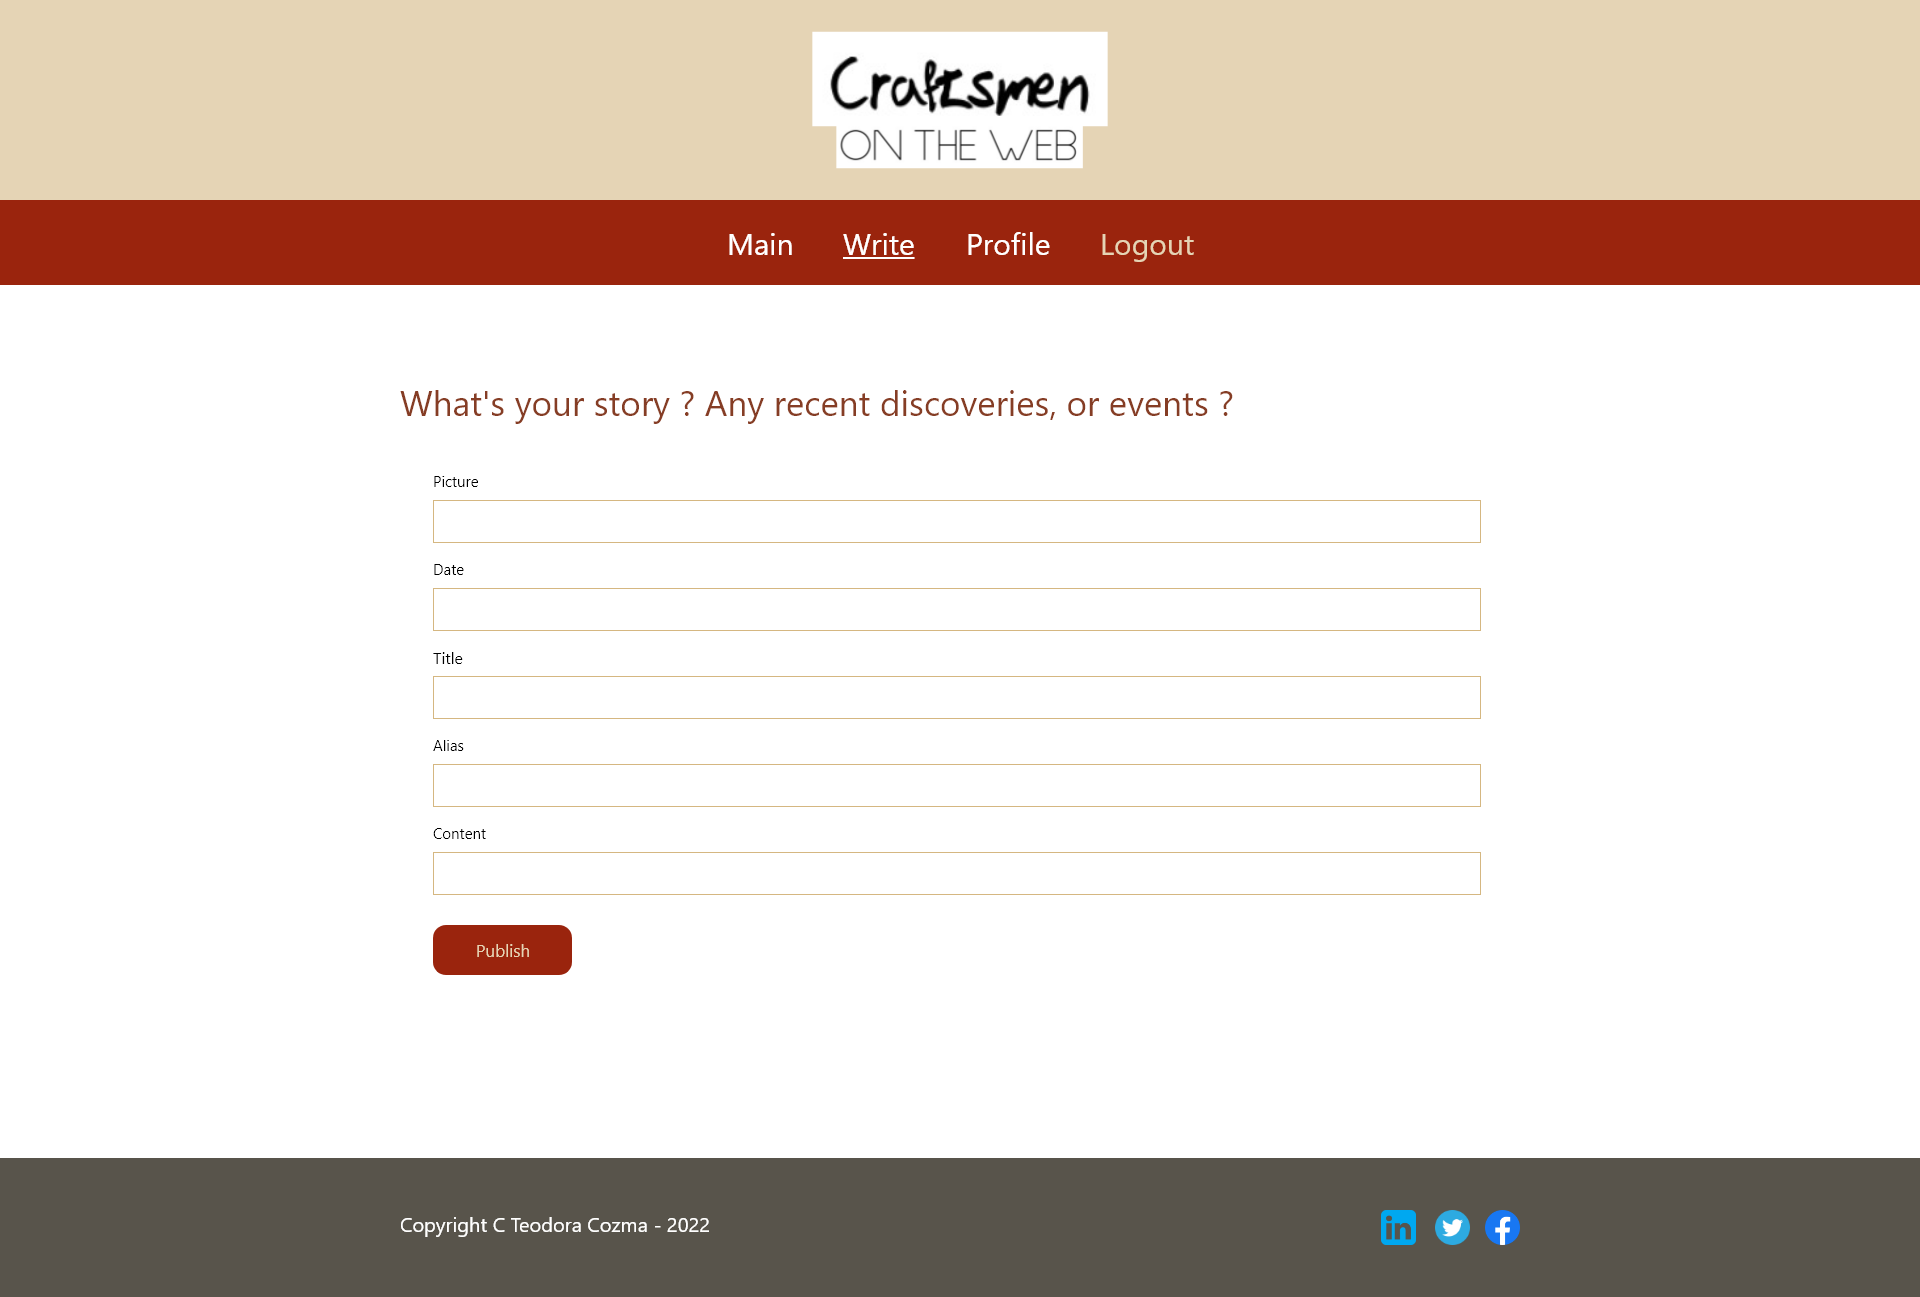 Craftsmen
ON THE WEB
Main Write Profile Logout
What's your story ? Any recent discoveries, or events ?
Picture
Date
Title
Alias
Content
Publish
Copyright C Teodora Cozma - 2022
in